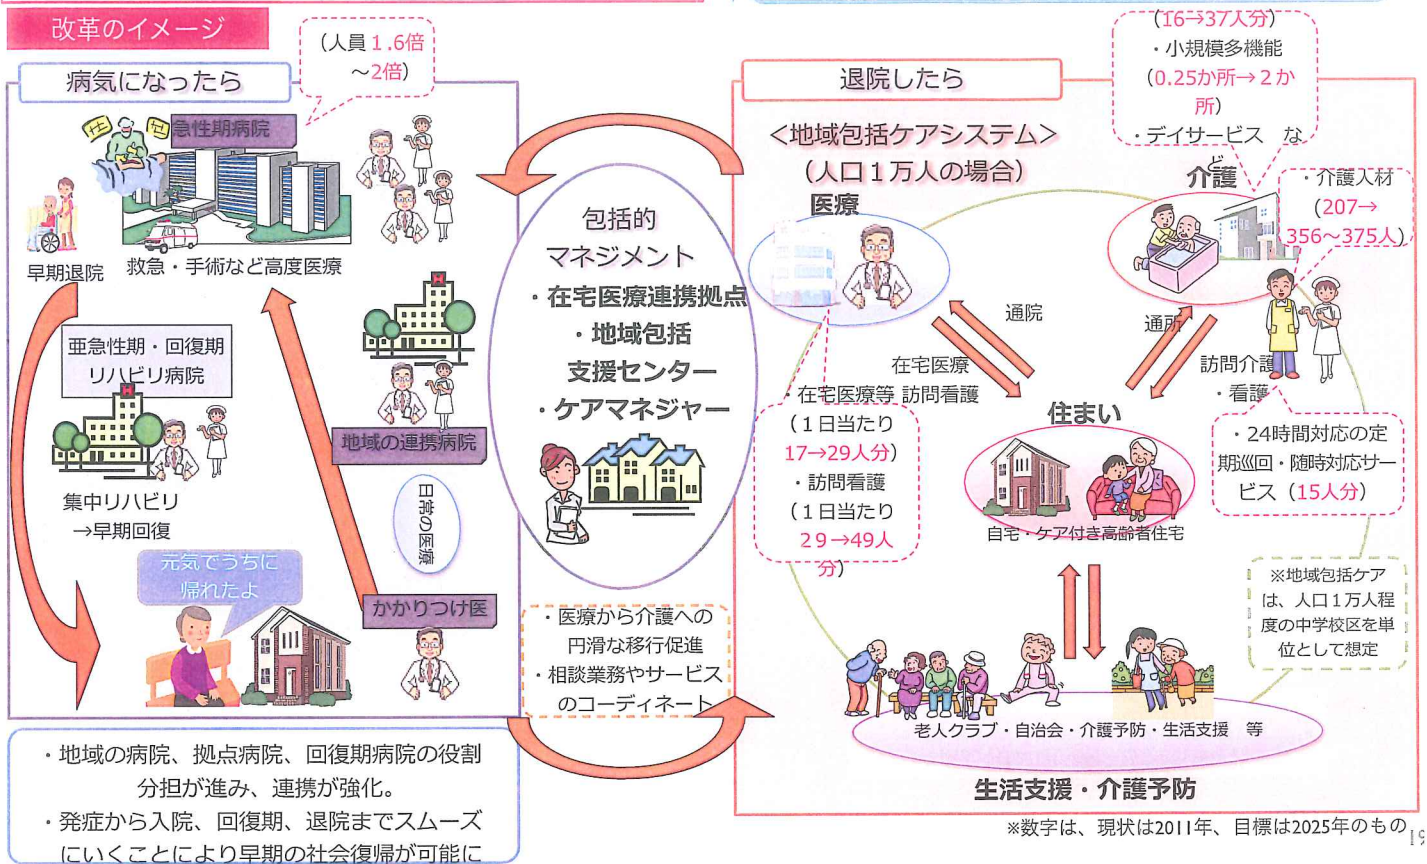 改革のイメージ
(人員1.6倍
~2倍)
病気になったら
急性期病院
早期退院
救急・手術など高度医療
亜急性期・回復期
リハビリ病院
集中リハビリ
→早期回復
元気でうちに
帰れたよ
地域の連携病院
日常の医療
かかりつけ医
・地域の病院、拠点病院、回復期病院の役割
分担が進み、連携が強化。
・発症から入院、回復期、退院までスムーズ
にいくことにより早期の社会復帰が可能に
包括的
マネジメント
・在宅医療連携拠点
・地域包括
支援センター
・ケアマネジャー
・医療から介護への
円滑な移行促進
・相談業務やサービス
のコーディネート
退院したら
<地域包括ケアシステム>
(人口1万人の場合)
医療
(16→37人分)
・小規模多機能
(0.25か所→2か
所)
・デイサービス な
ど
介護
・介護人材
(207→
356~375人)
通院
在宅医療
訪問看護
通所
訪問介護
・看護
・在宅医療等
(1日当たり
17→29人分)
・訪問看護
(1日当たり
29→49人
分)
・24時間対応の定
期巡回・随時対応サー
ビス(15人分)
住まい
自宅・ケア付き高齢者住宅
※地域包括ケア
は、人口1万人程
度の中学校区を単
位として想定
老人クラブ・自治会・介護予防・生活支援 等
生活支援・介護予防
※数字は、現状は2011年、目標は2025年のもの